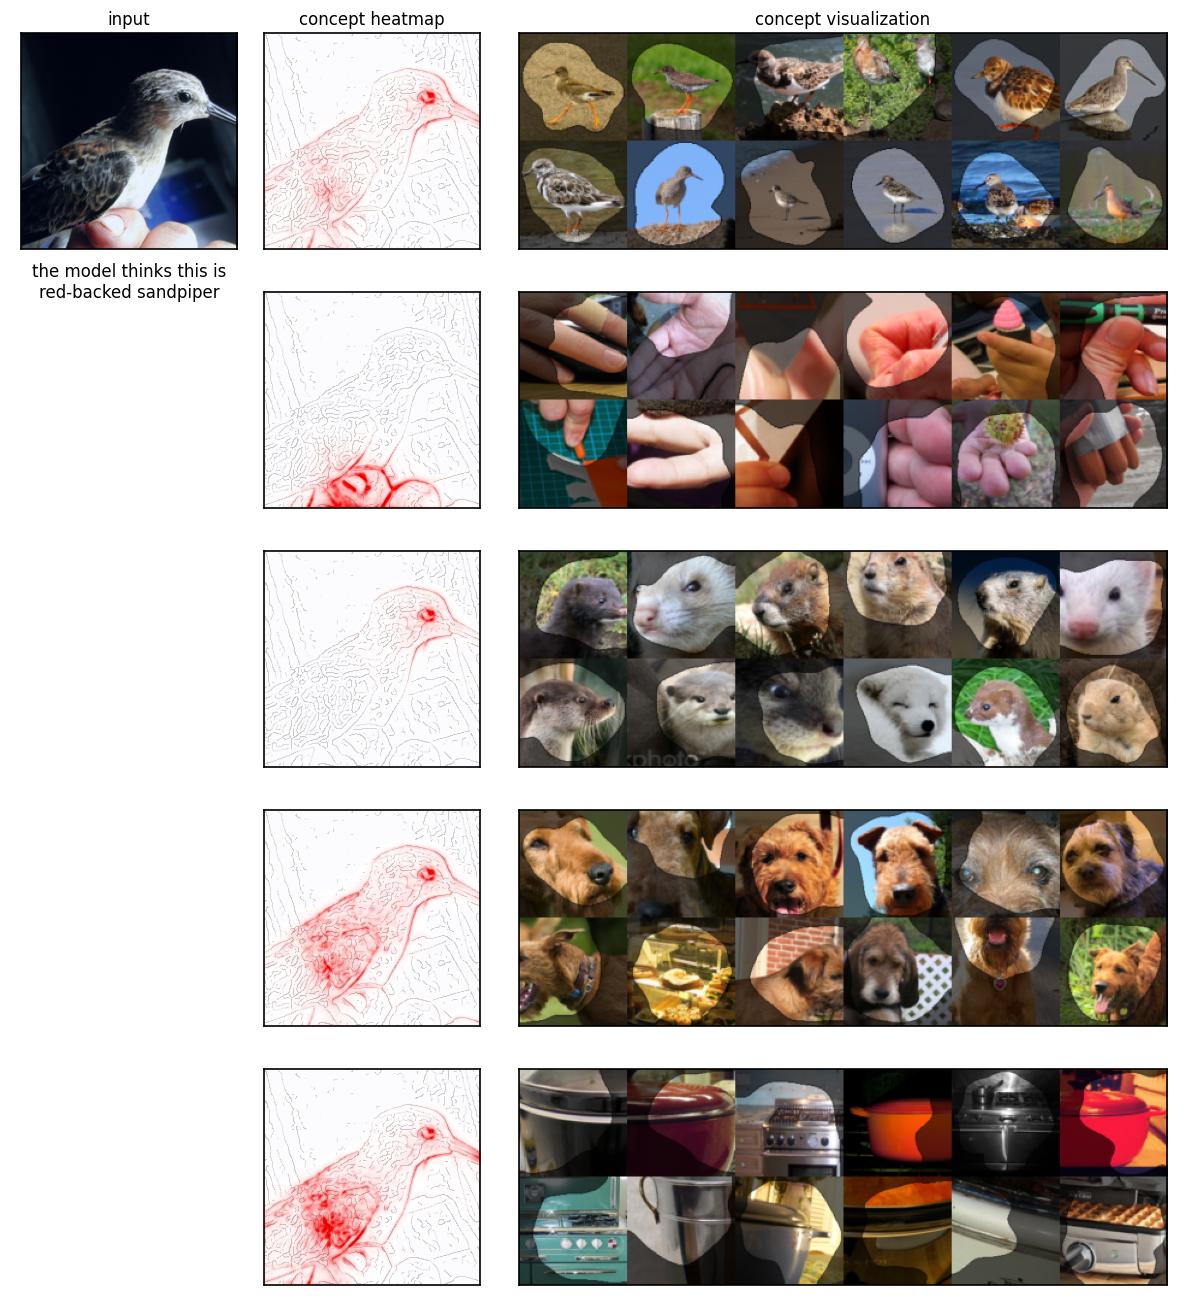 input
concept heatmap
concept visualization
the model thinks this is
red-backed sandpiper
photo